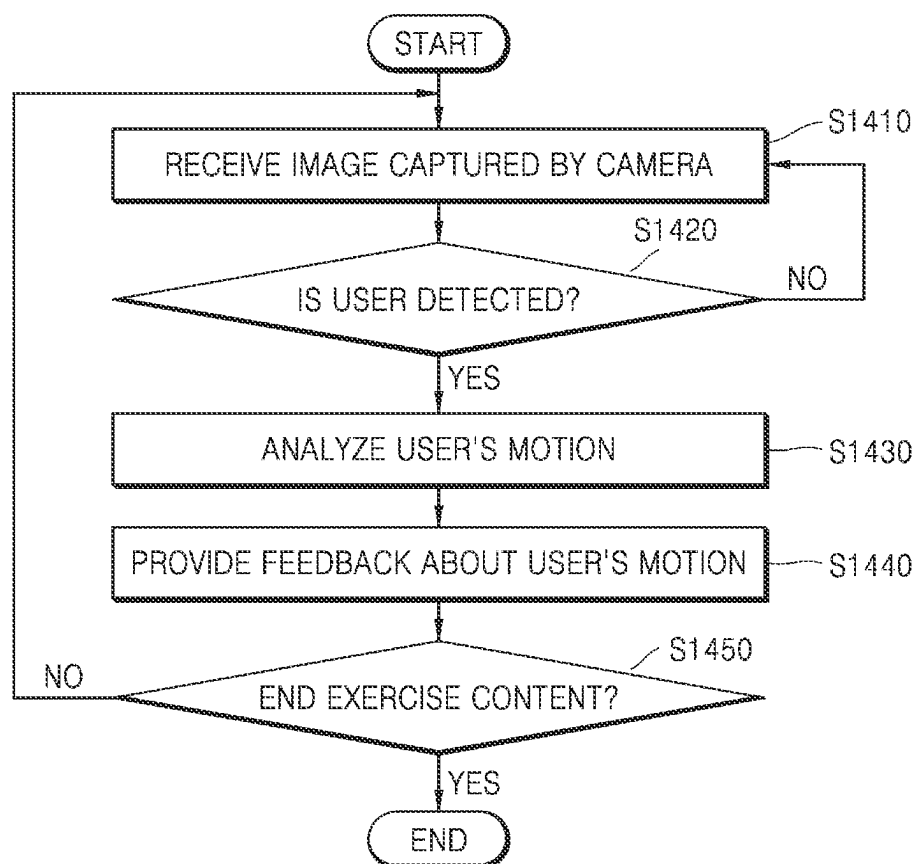 START
S1410
RECEIVE IMAGE CAPTURED BY CAMERA
S1420
IS USER DETECTED?
NO
YES
ANALYZE USER'S MOTION
S1430
PROVIDE FEEDBACK ABOUT USER'S MOTION
S1440
S1450
NO
END EXERCISE CONTENT?
YES
END